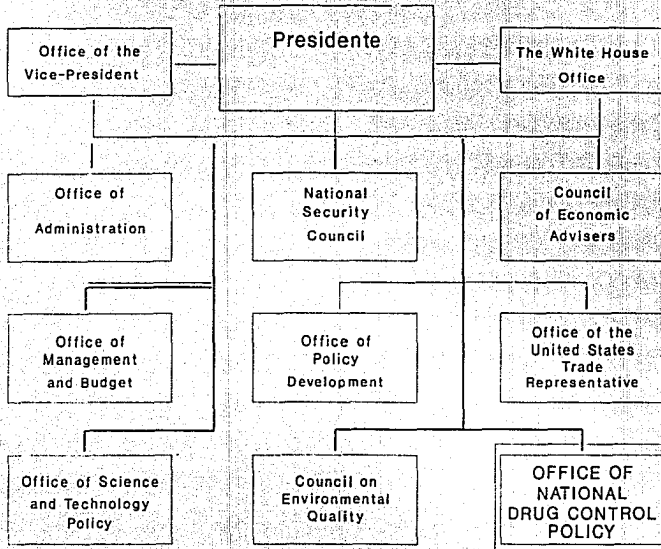 Office of the
Vice-President
Presidente
The White House
Office
Office of
Administration
National
Security
Council
Council
of Economic
Advisers
Office of
Management
and Budget
Office of
Policy
Development
Office of the
United States
Trade
Representative
Office of Science
and Technology
Policy
Council on
Environmental
Quality
OFFICE OF
NATIONAL
DRUG CONTROL
POLICY